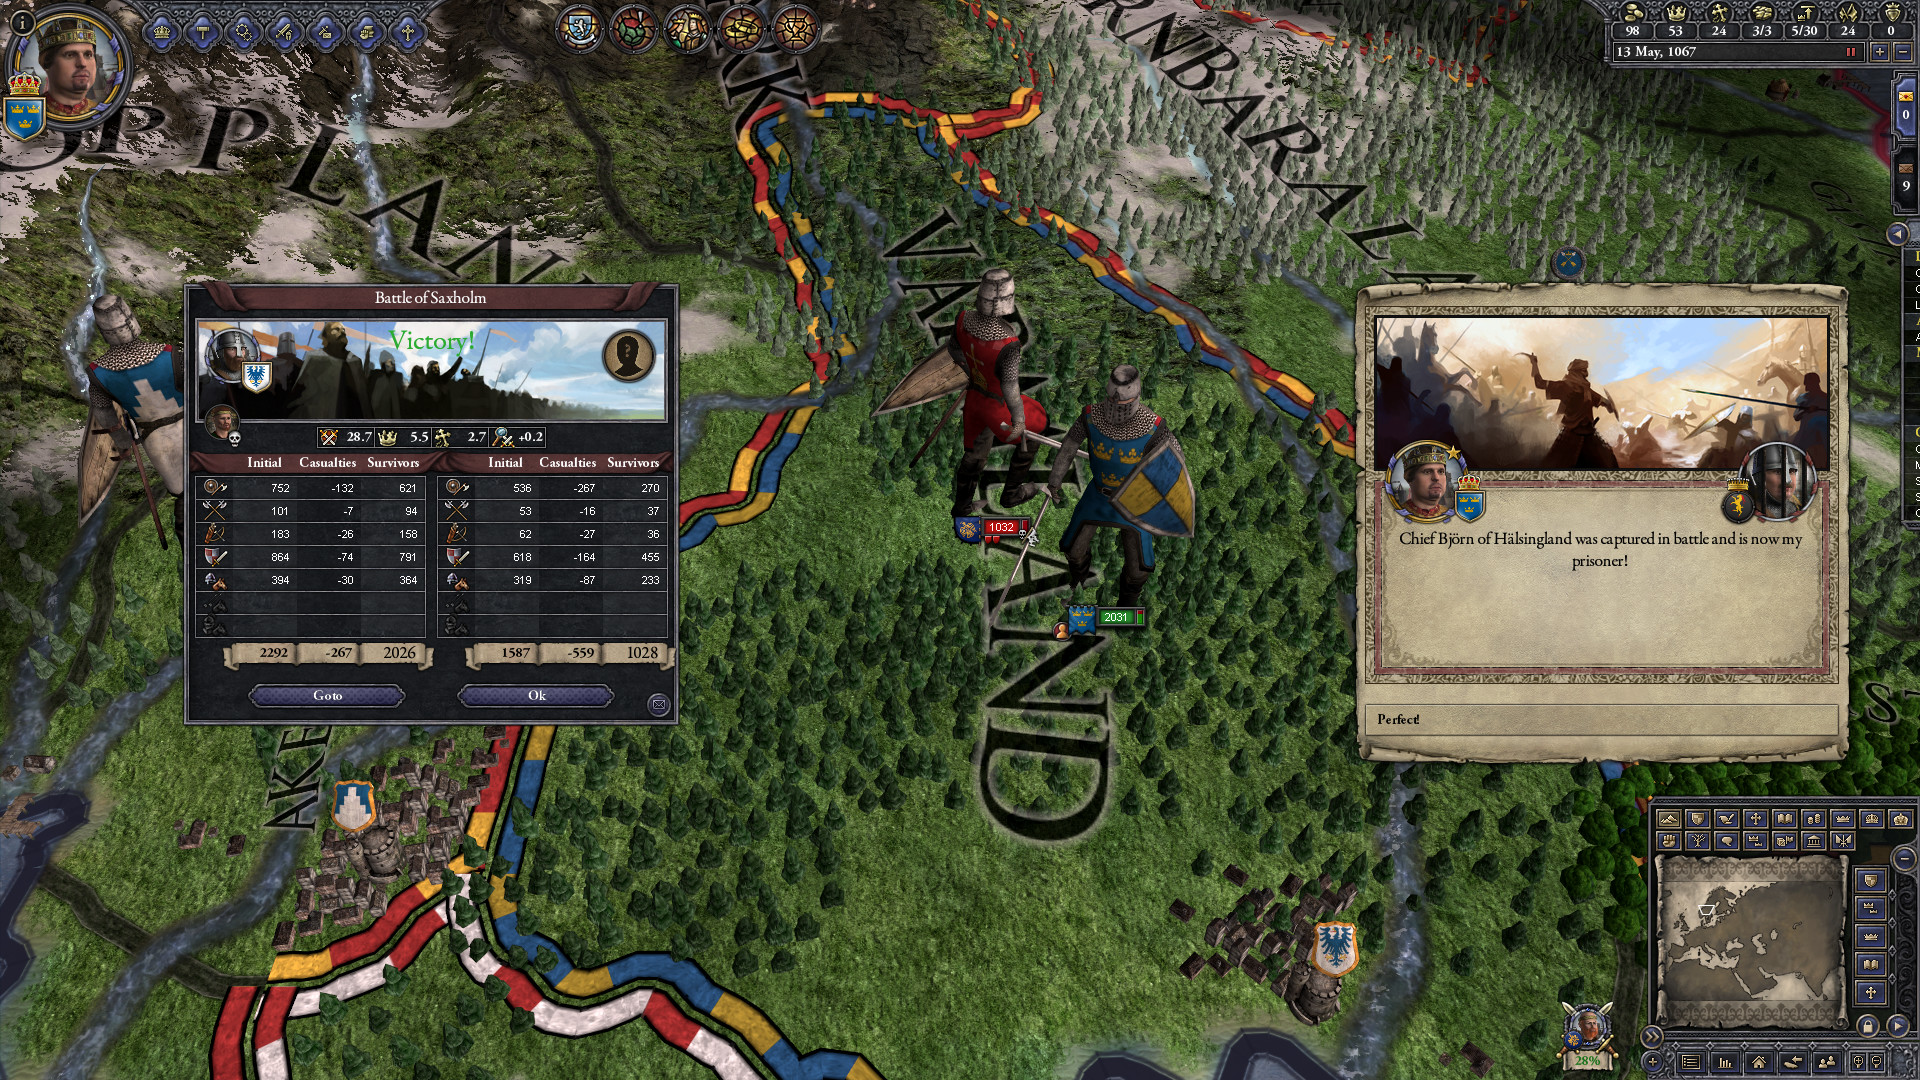 98 53 24 3/3 5/30 24 0
13 May, 1067
0
9
Battle of Saxholm
Victory!
28.7 5.5 2.7 +0.2
Initial Casualties Survivors Initial Casualties Survivors
752 -132 621 536 -267 270
101 -7 94 53 -16 37
183 -26 158 62 -27 36
864 -74 791 618 -164 455
394 -30 364 319 -87 233
2292 -267 2026 1587 -559 1028
Goto Ok
1032
2031
Chief Björn of Hälsingland was captured in battle and is now my
prisoner!
Perfect!
28%